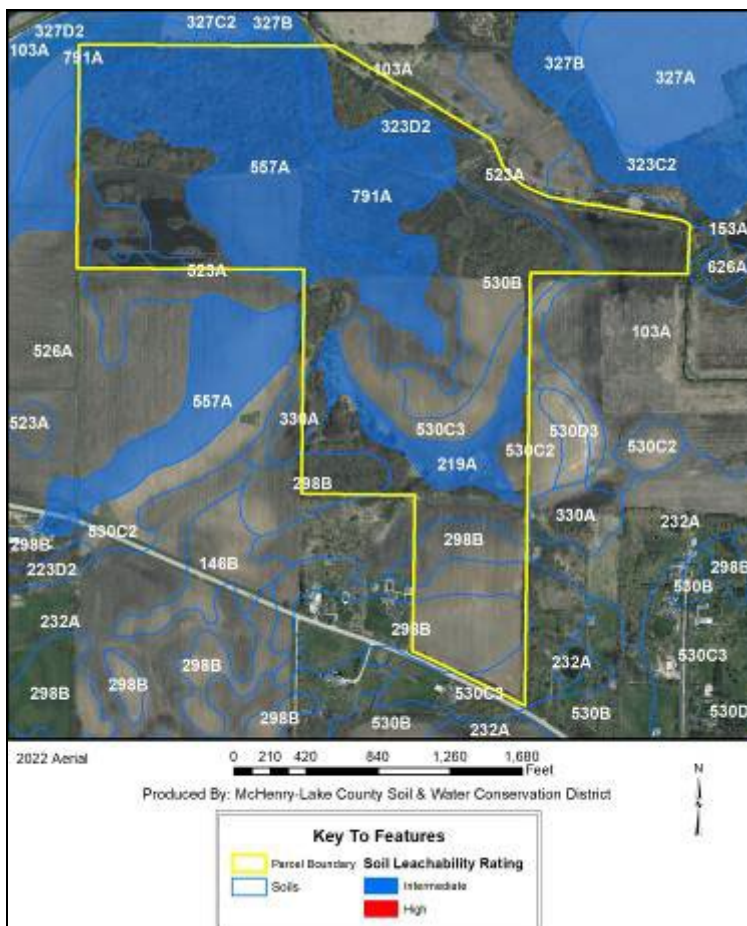 327D2 327C2 327B
103A 791A
103A 327B 327A
323D2
557A 523A 323C2
791A
153A
523A 530B 626A
526A 103A
557A
523A 330A 530C3 530D3
219A 530C2 530C2
298B
530C2 298B 330A 232A
298B 146B 298B
223D2 530B
232A 298B 232A 530C3
298B 298B 298B
530C3
298B 530B 232A 530B 530D
2022 Aerial
0 210 420 840 1,260 1,680
Feet
N
Produced By: McHenry-Lake County Soil & Water Conservation District
Key To Features
Parcel Boundary Soil Leachability Rating
Soils Intermediate
High